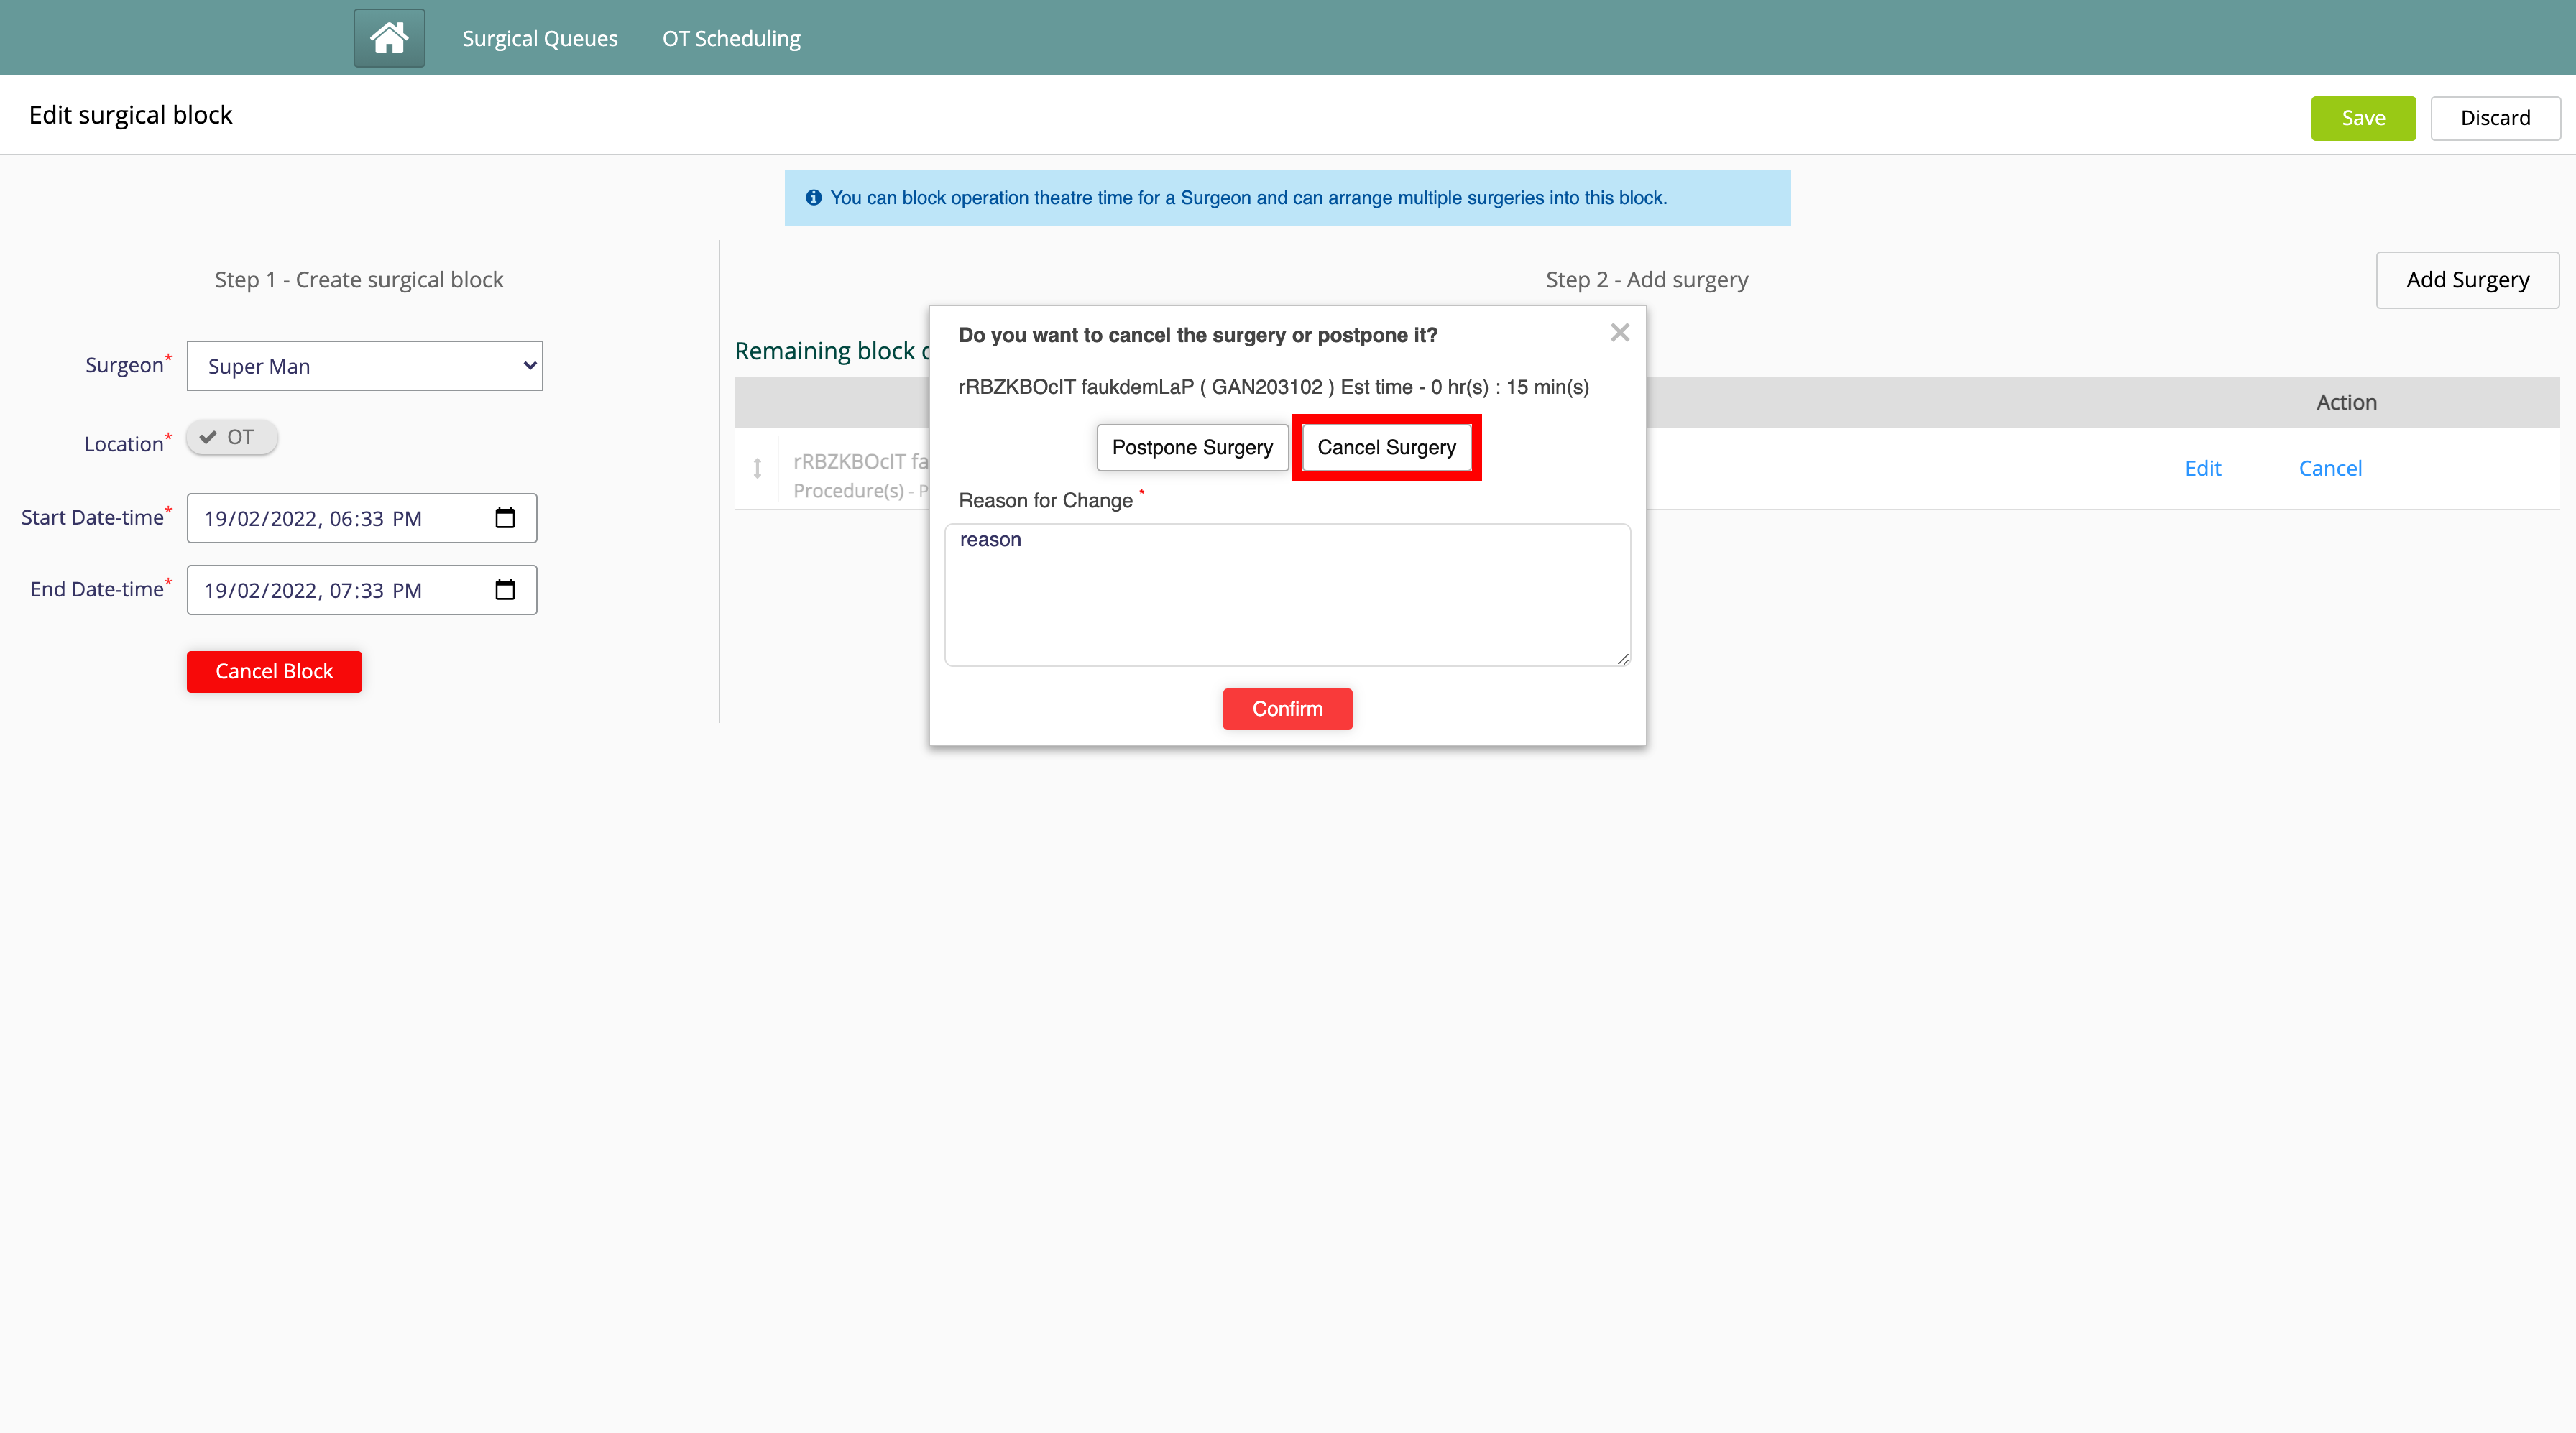 Surgical Queues OT Scheduling
Edit surgical block
Save Discard
You can block operation theatre time for a Surgeon and can arrange multiple surgeries into this block.
Step 1 - Create surgical block
Surgeon* Super Man
Location* OT
Start Date-time* 19/02/2022, 06:33 PM
End Date-time* 19/02/2022, 07:33 PM
Cancel Block
Step 2 - Add surgery
Add Surgery
Remaining block
Action
rRBZKBOcIT fa
Procedure(s) - P
Edit Cancel
Do you want to cancel the surgery or postpone it?
rRBZKBOcIT faukdemLaP ( GAN203102 ) Est time - 0 hr(s) : 15 min(s)
Postpone Surgery Cancel Surgery
Reason for Change *
reason
Confirm